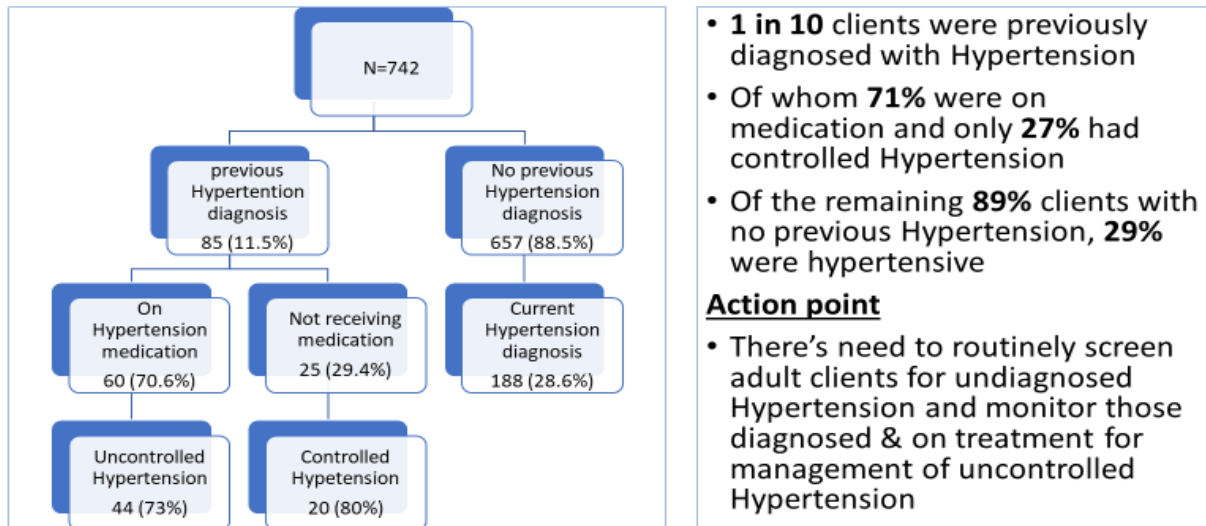 N=742
previous
Hypertention
diagnosis
85 (11.5%)
No previous
Hypertension
diagnosis
657 (88.5%)
On
Hypertension
medication
60 (70.6%)
Not receiving
medication
25 (29.4%)
Current
Hypertension
diagnosis
188 (28.6%)
Uncontrolled
Hypertension
44 (73%)
Controlled
Hypetension
20 (80%)
• 1 in 10 clients were previously
diagnosed with Hypertension
• Of whom 71% were on
medication and only 27% had
controlled Hypertension
• Of the remaining 89% clients with
no previous Hypertension, 29%
were hypertensive
Action point
• There’s need to routinely screen
adult clients for undiagnosed
Hypertension and monitor those
diagnosed & on treatment for
management of uncontrolled
Hypertension